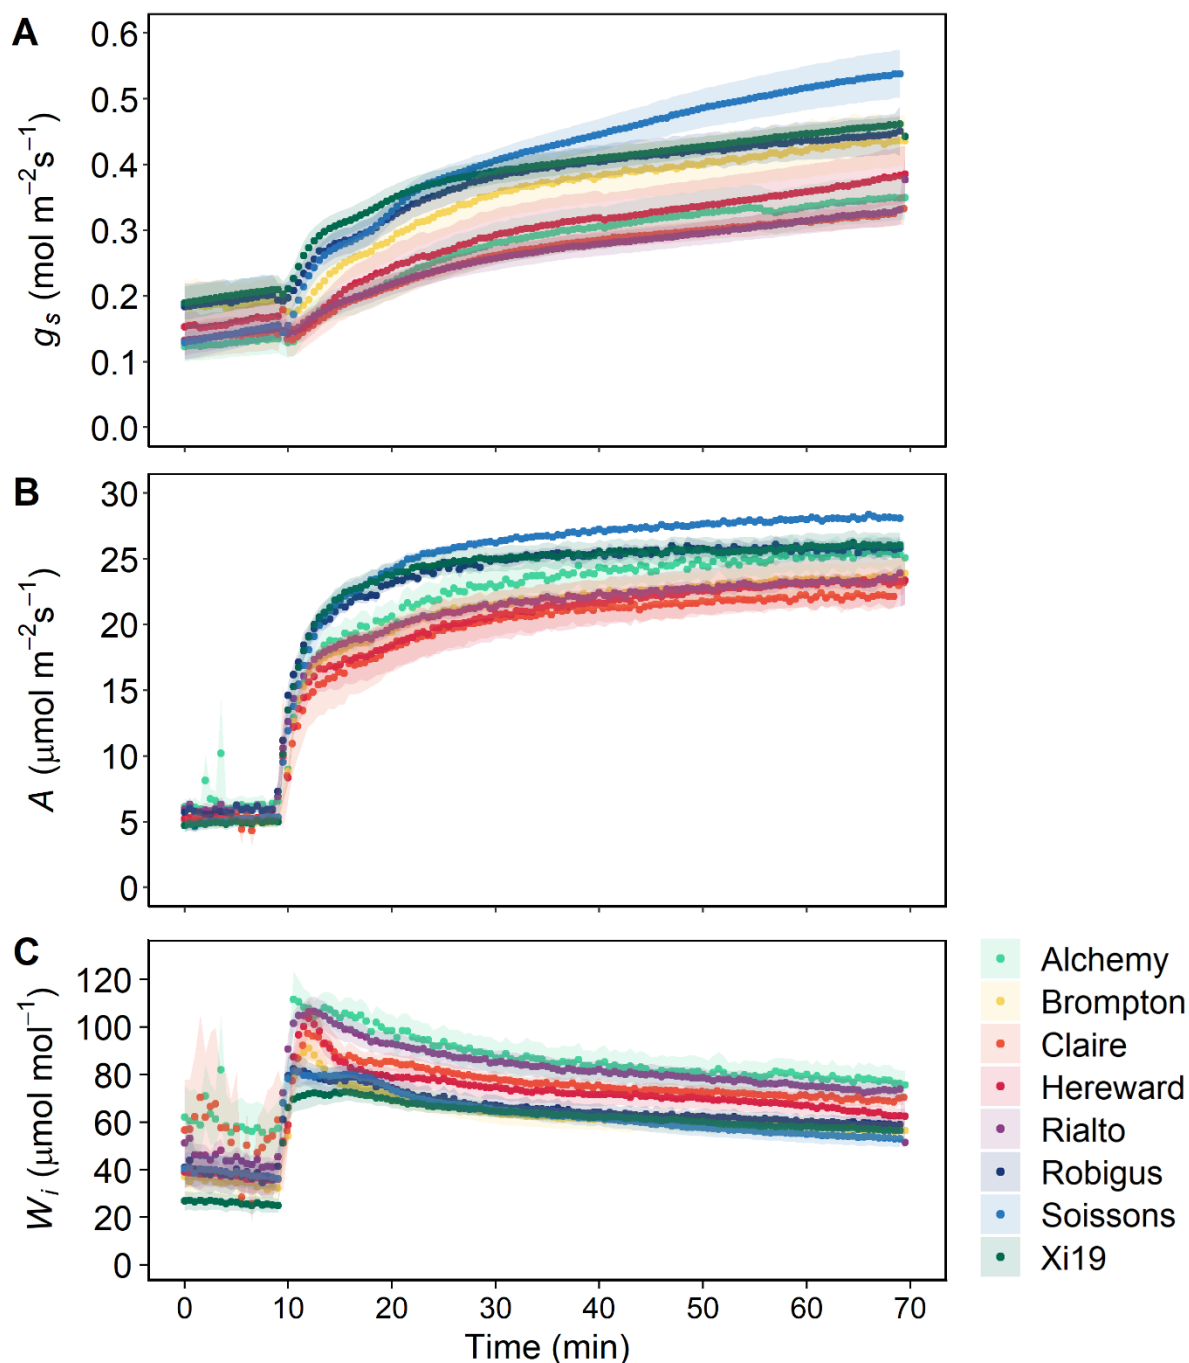 A
0.6
0.5
0.4
0.3
0.2
0.1
0.0
g_s (mol m⁻²s⁻¹)
B
30
25
20
15
10
5
0
A (μmol m⁻²s⁻¹)
C
120
100
80
60
40
20
0
W_i (μmol mol⁻¹)
0 10 20 30 40 50 60 70
Time (min)
Alchemy
Brompton
Claire
Hereward
Rialto
Robigus
Soissons
Xi19